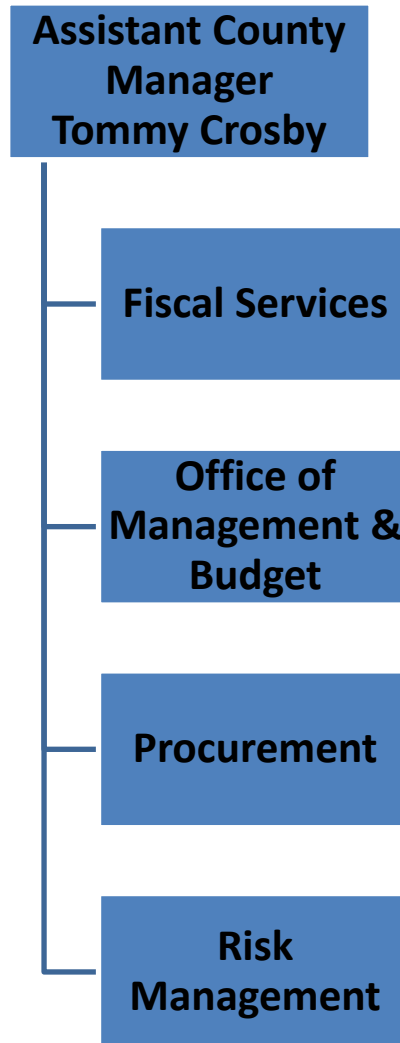 Assistant County
Manager
Tommy Crosby
Fiscal Services
Office of
Management &
Budget
Procurement
Risk
Management